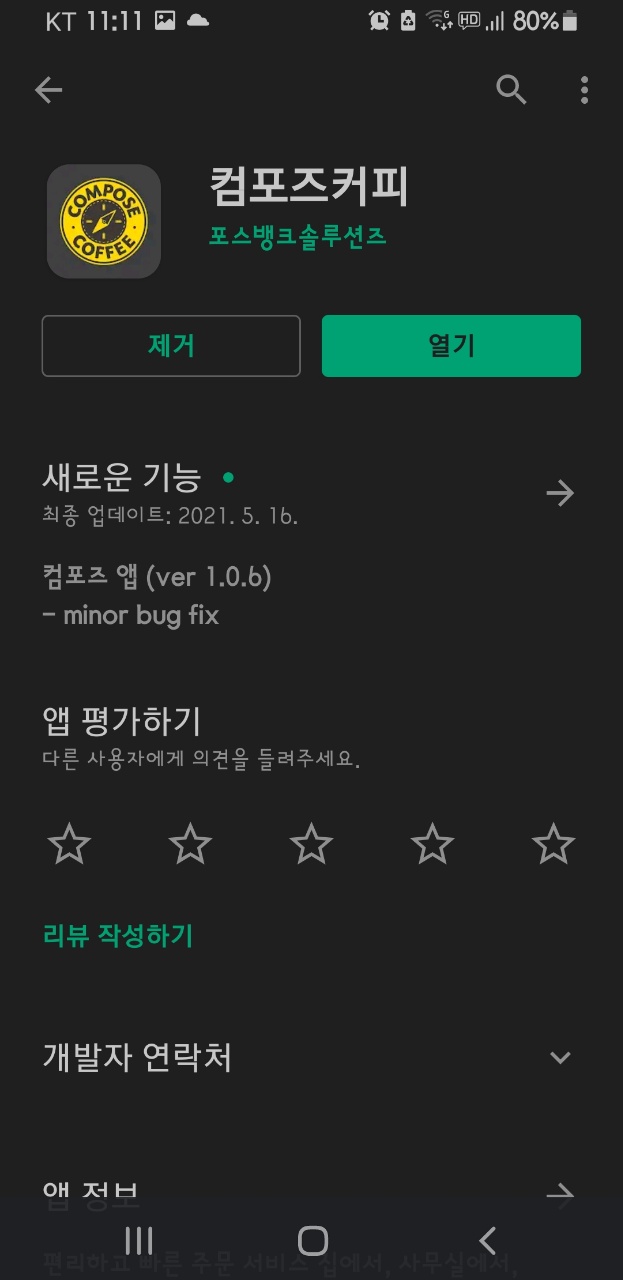 KT 11:11 6 HD 80%
COMPOSE COFFEE
컴포즈커피
포스뱅크솔루션즈
제거 열기
새로운 기능
최종 업데이트: 2021. 5. 16.
컴포즈 앱 (ver 1.0.6)
- minor bug fix
앱 평가하기
다른 사용자에게 의견을 들려주세요.
리뷰 작성하기
개발자 연락처
앱 정보
편리하고 빠른 주문 서비스 집에서, 사무실에서,